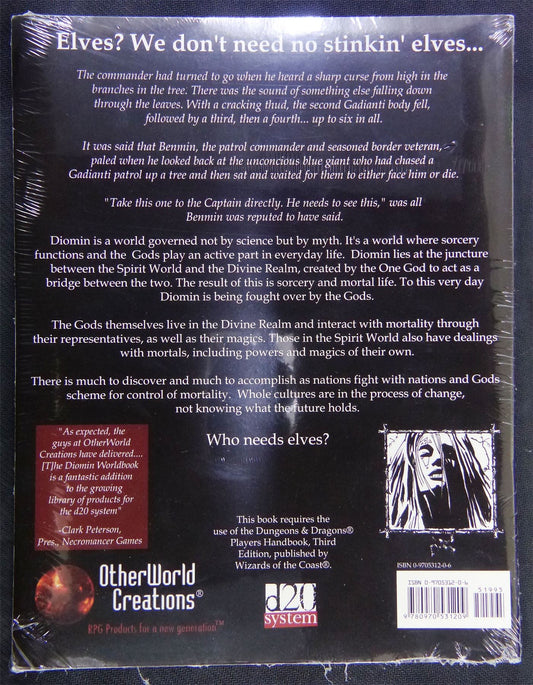 Elves? We don't need no stinkin' elves...
The commander had turned to go when he heard a sharp curse from high in the
branches in the tree. There was the sound of something else falling down
through the leaves. With a cracking thud, the second Gadianti body fell,
followed by a third, then a fourth... up to six in all.
It was said that Benmin, the patrol commander and seasoned border veteran,
paled when he looked back at the unconcious blue giant who had chased a
Gadianti patrol up a tree and then sat and waited for them to either face him or die.
"Take this one to the Captain directly. He needs to see this," was all
Benmin was reputed to have said.
Diomin is a world governed not by science but by myth. It's a world where sorcery
functions and the Gods play an active part in everyday life. Diomin lies at the juncture
between the Spirit World and the Divine Realm, created by the One God to act as a
bridge between the two. The result of this is sorcery and mortal life. To this very day
Diomin is being fought over by the Gods.
The Gods themselves live in the Divine Realm and interact with mortality through
their representatives, as well as their magics. Those in the Spirit World also have dealings
with mortals, including powers and magics of their own.
There is much to discover and much to accomplish as nations fight with nations and Gods
scheme for control of mortality. Whole cultures are in the process of change,
not knowing what the future holds.
Who needs elves?
"As expected, the
guys at OtherWorld
Creations have delivered....
[T]he Diomin Worldbook
is a fantastic addition
to the growing
library of products for
the d20 system"
-Clark Peterson,
Pres., Necromancer Games
OtherWorld
Creations®
RPG Products for a new generation™
This book requires the
use of the Dungeons & Dragons®
Players Handbook, Third
Edition, published by
Wizards of the Coast®.
d20
system
ISBN 0-9705312-0-6
ISBN 0-9705312-0-6
51995
9 780970 531209